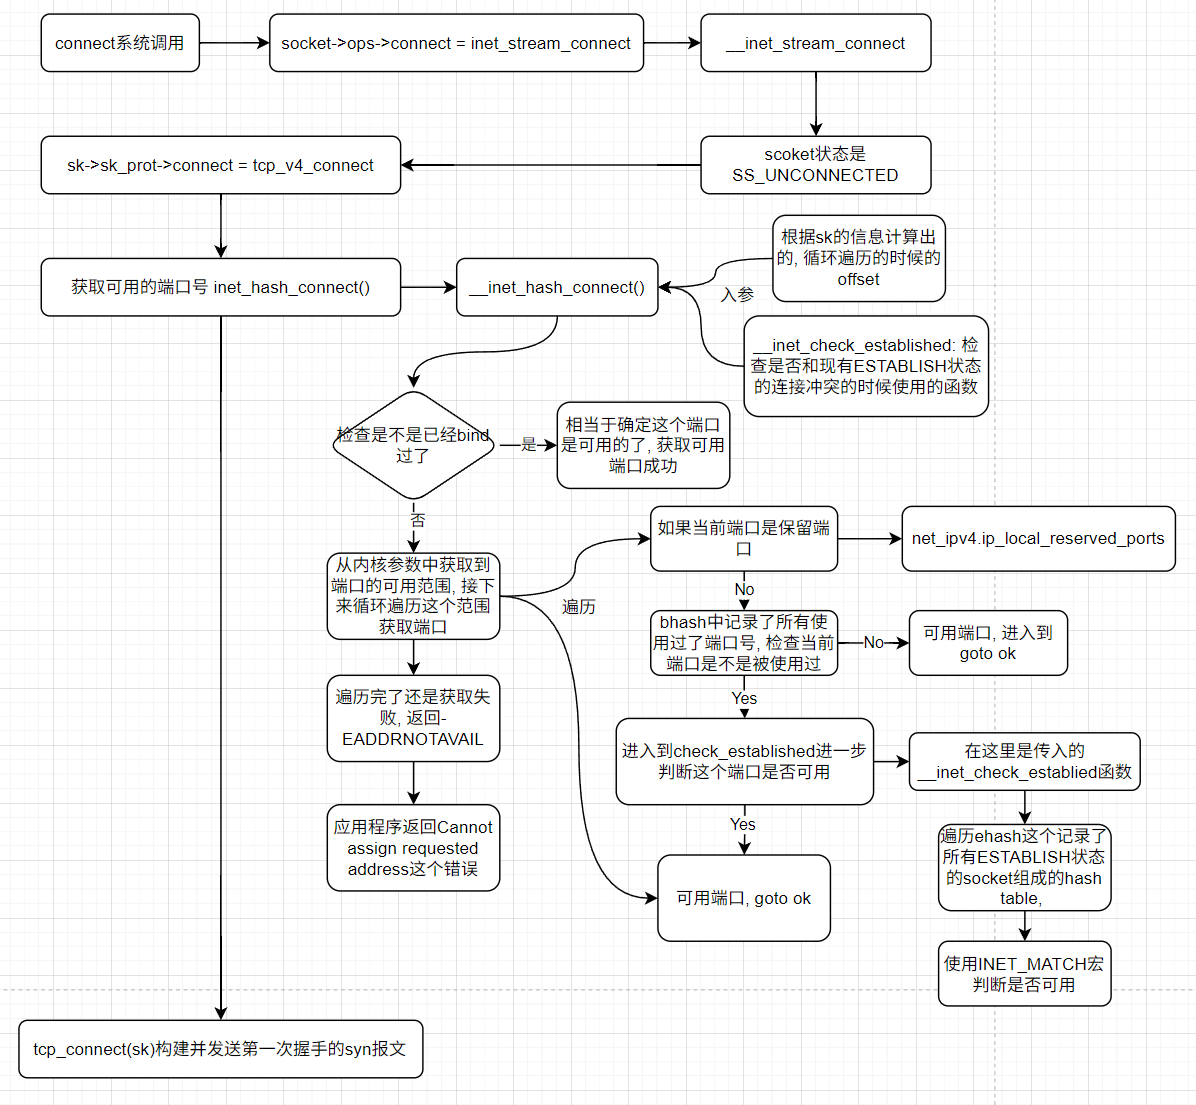 connect系统调用
socket->ops->connect = inet_stream_connect
__inet_stream_connect
scoket状态是
SS_UNCONNECTED
sk->sk_prot->connect = tcp_v4_connect
获取可用的端口号 inet_hash_connect()
__inet_hash_connect()
根据sk的信息计算出
的, 循环遍历的时候的
offset
入参
__inet_check_established: 检
查是否和现有ESTABLISH状态
的连接冲突的时候使用的函数
检查是不是已经bind
过了
是
相当于确定这个端口
是可用的了, 获取可用
端口成功
否
从内核参数中获取到
端口的可用范围, 接下
来循环遍历这个范围
获取端口
遍历
如果当前端口是保留端
口
net_ipv4.ip_local_reserved_ports
No
bhash中记录了所有使
用过了端口号, 检查当前
端口是不是被使用过
No
可用端口, 进入到
goto ok
Yes
进入到check_established进一步
判断这个端口是否可用
在这里是传入的
__inet_check_establied函数
Yes
可用端口, goto ok
遍历ehash这个记录了
所有ESTABLISH状态
的socket组成的hash
table,
使用INET_MATCH宏
判断是否可用
遍历完了还是获取失
败, 返回-
EADDRNOTAVAIL
应用程序返回Cannot
assign requested
address这个错误
tcp_connect(sk)构建并发送第一次握手的syn报文